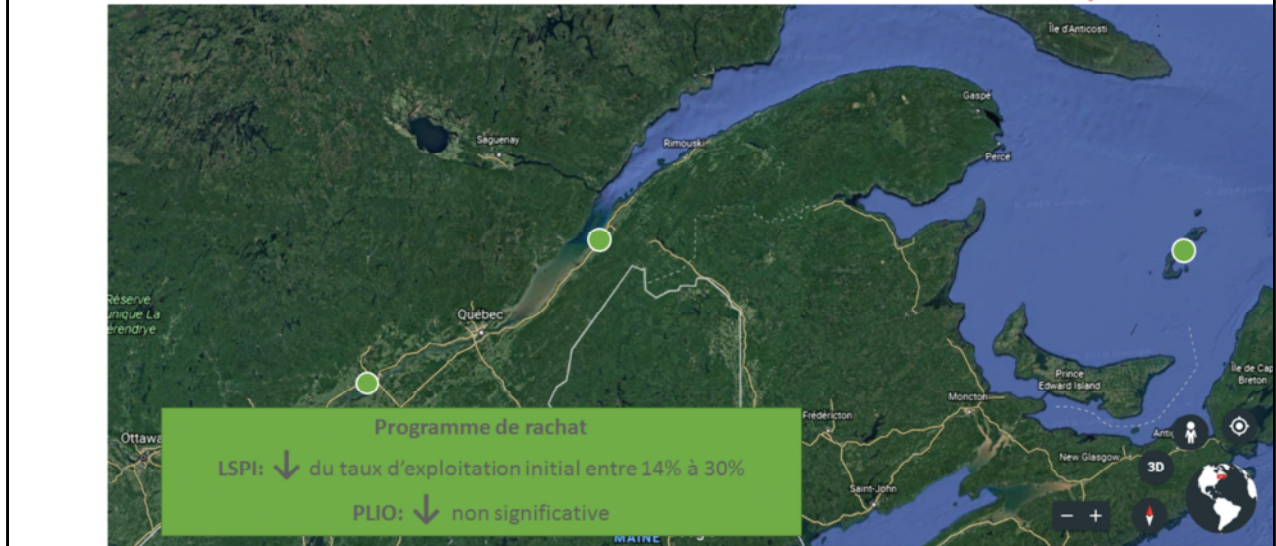 Île d'Anticosti
Gaspé
Saguenay
Rimouski
Percé
Réserve
unique La
érendrye
Québec
Prince
Edward Island
Île de Cap
Breton
Moncton
Frédéricton
Ottawa
Programme de rachat
LSPI: ↓ du taux d'exploitation initial entre 14% à 30%
PLIO: ↓ non significative
Antig
New Glasgow
3D
Saint-John
MAINE
− +